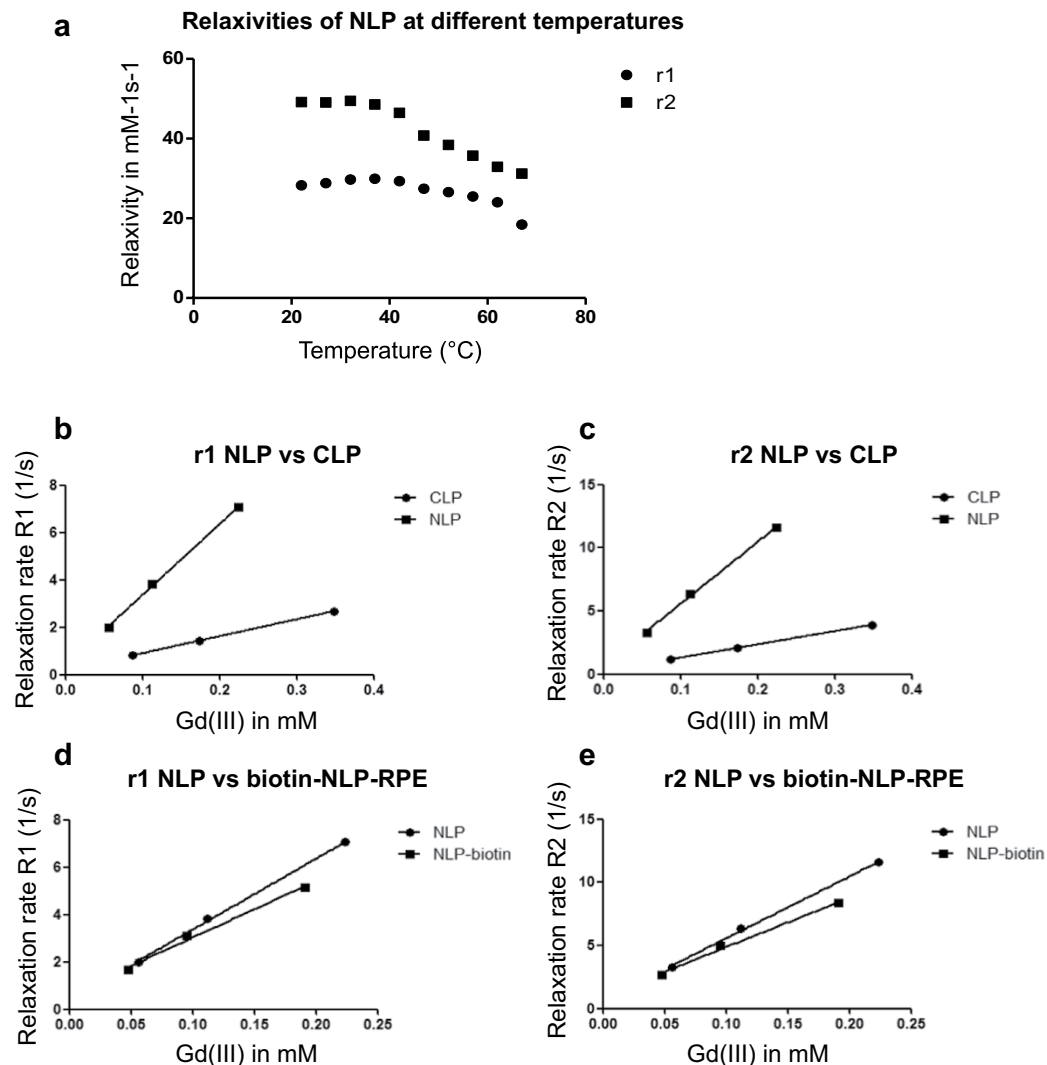 a
Relaxivities of NLP at different temperatures
Relaxivity in mM-1s-1
60
40
20
0
0 20 40 60 80
Temperature (°C)
r1
r2
b
r1 NLP vs CLP
Relaxation rate R1 (1/s)
8
6
4
2
0
0.0 0.1 0.2 0.3 0.4
Gd(III) in mM
CLP
NLP
c
r2 NLP vs CLP
Relaxation rate R2 (1/s)
15
10
5
0
0.0 0.1 0.2 0.3 0.4
Gd(III) in mM
CLP
NLP
d
r1 NLP vs biotin-NLP-RPE
Relaxation rate R1 (1/s)
8
6
4
2
0
0.00 0.05 0.10 0.15 0.20 0.25
Gd(III) in mM
NLP
NLP-biotin
e
r2 NLP vs biotin-NLP-RPE
Relaxation rate R2 (1/s)
15
10
5
0
0.00 0.05 0.10 0.15 0.20 0.25
Gd(III) in mM
NLP
NLP-biotin